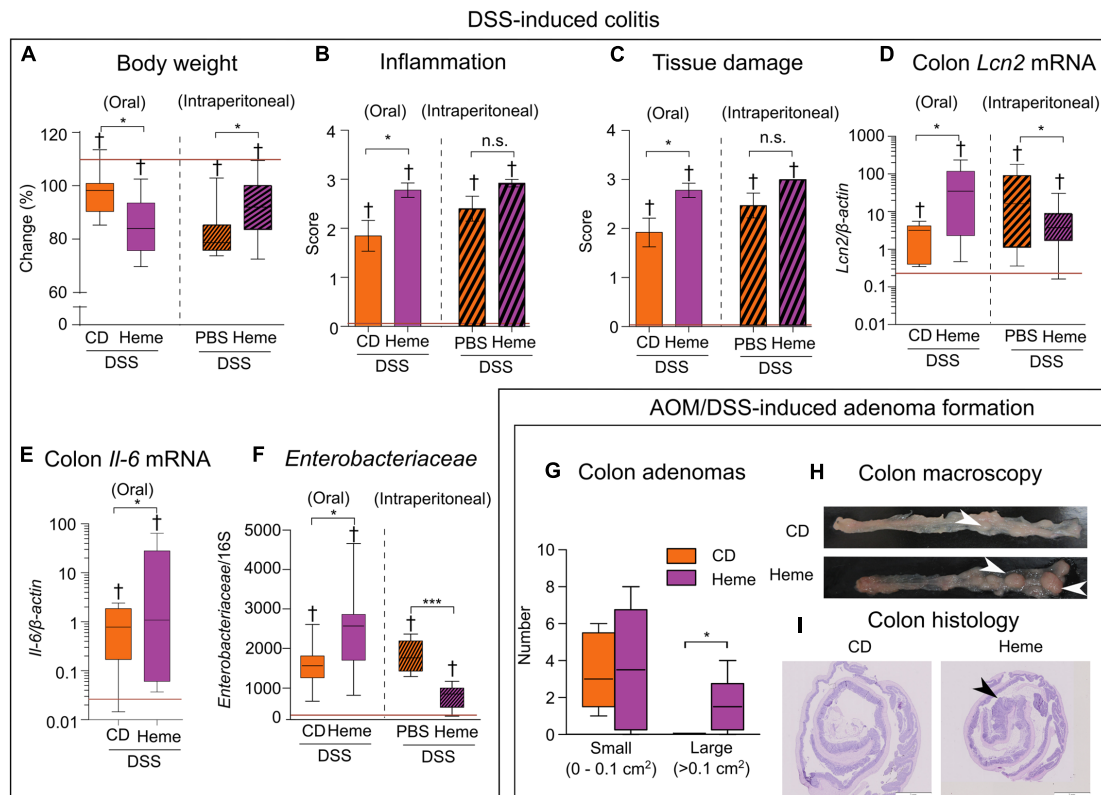 DSS-induced colitis
A Body weight
(Oral) (Intraperitoneal)
* *
† † † †
Change (%)
120
100
80
60
0
CD Heme PBS Heme
DSS DSS
B Inflammation
(Oral) (Intraperitoneal)
* n.s.
† † † †
Score
4
3
2
1
0
CD Heme PBS Heme
DSS DSS
C Tissue damage
(Oral) (Intraperitoneal)
* n.s.
† † † †
Score
4
3
2
1
0
CD Heme PBS Heme
DSS DSS
D Colon Lcn2 mRNA
(Oral) (Intraperitoneal)
* *
† † † †
Lcn2/β-actin
1000
100
10
1
0.1
0.01
CD Heme PBS Heme
DSS DSS
E Colon Il-6 mRNA
(Oral)
*
† †
Il-6/β-actin
100
10
1
0.1
0.01
CD Heme
DSS
F Enterobacteriaceae
(Oral) (Intraperitoneal)
* ***
† † † †
Enterobacteriaceae/16S
5000
4000
3000
2000
1000
0
CD Heme PBS Heme
DSS DSS
AOM/DSS-induced adenoma formation
G Colon adenomas
CD
Heme
*
Number
10
8
6
4
2
0
Small Large
(0 - 0.1 cm²) (>0.1 cm²)
H Colon macroscopy
CD
Heme
I Colon histology
CD Heme